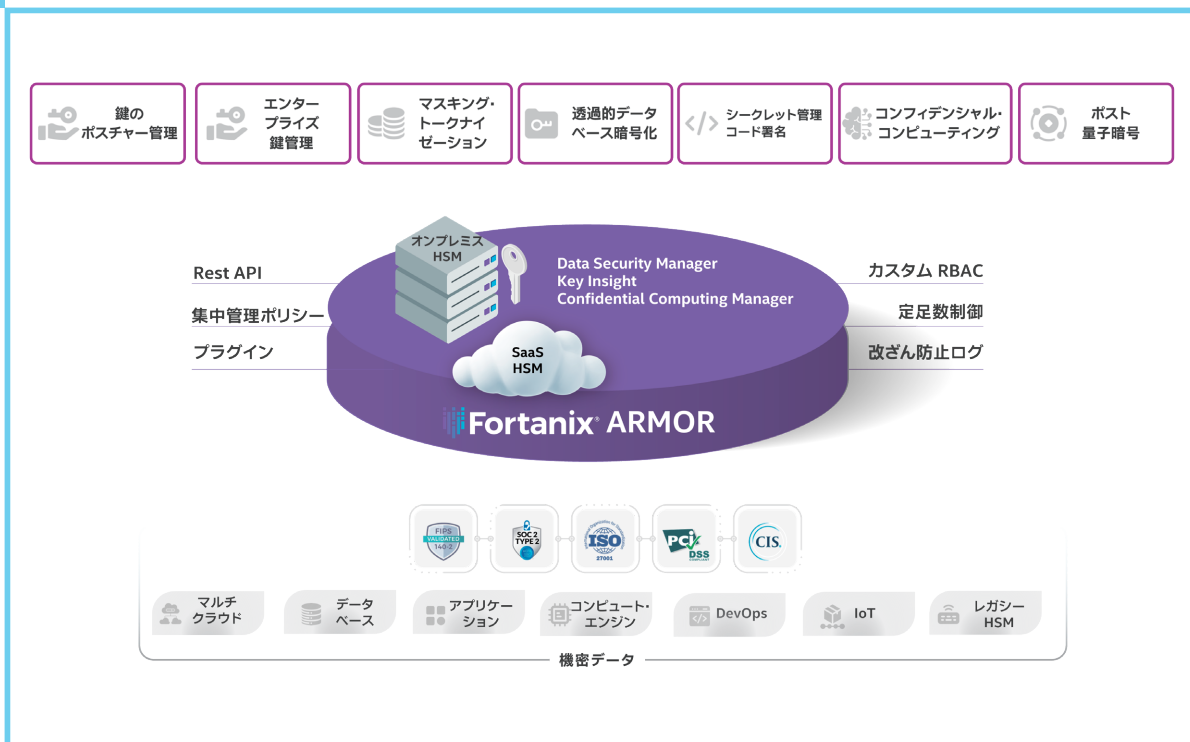 鍵の
ポスチャー管理
エンター
プライズ
鍵管理
マスキング・
トークナイ
ゼーション
透過的データ
ベース暗号化
シークレット管理
コード署名
コンフィデンシャル・
コンピューティング
ポスト
量子暗号
オンプレミス
HSM
Data Security Manager
Key Insight
Confidential Computing Manager
SaaS
HSM
Rest API
集中管理ポリシー
プラグイン
カスタム RBAC
定足数制御
改ざん防止ログ
Fortanix® ARMOR
FIPS
VALIDATED
140-2
SOC 2
TYPE 2
ISO
27001
PCI
DSS
COMPLIANT
CIS.
マルチ
クラウド
データ
ベース
アプリケー
ション
コンピュート・
エンジン
DevOps
IoT
レガシー
HSM
機密データ